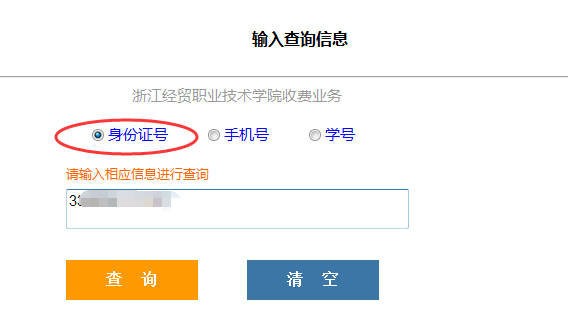 输入查询信息
浙江经贸职业技术学院收费业务
身份证号 手机号 学号
请输入相应信息进行查询
33
查 询 清 空